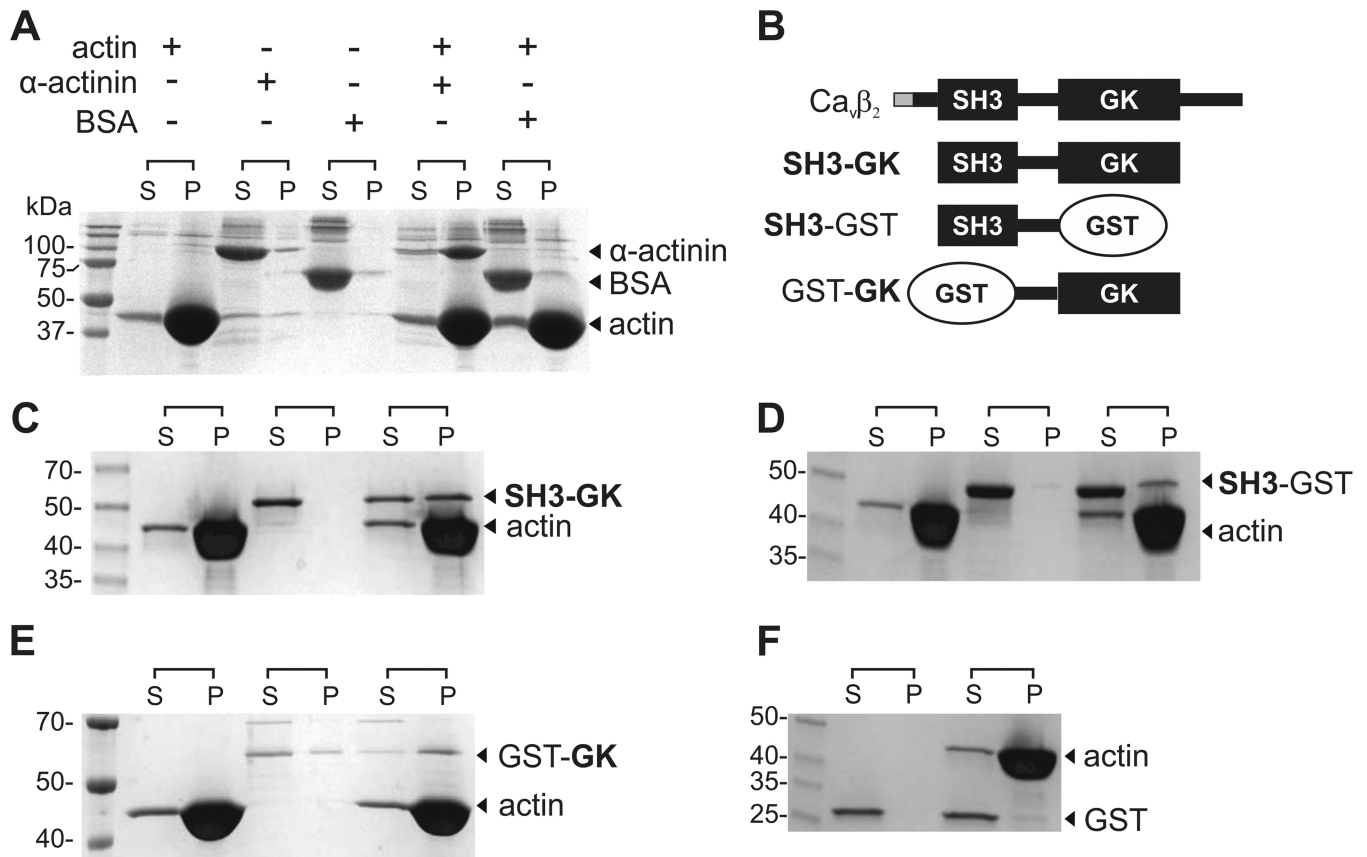 A
actin + - - + +
α-actinin - + - + -
BSA - - + - +
S P S P S P S P S P
kDa
100-
75-
50-
37-
α-actinin
BSA
actin
B
Cavβ2
SH3 GK
SH3-GK
SH3 GK
SH3-GST
SH3 GST
GST-GK
GST GK
C
S P S P S P
70-
50-
40-
35-
SH3-GK
actin
D
S P S P S P
50-
40-
35-
SH3-GST
actin
E
S P S P S P
70-
50-
40-
GST-GK
actin
F
S P S P
50-
40-
35-
25-
actin
GST